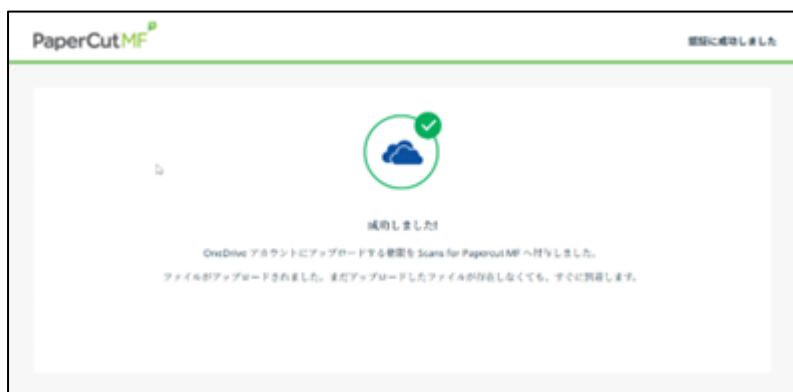 PaperCutMF
認証に成功しました
成功しました!
OneDrive アカウントにアップロードする権限を Scans for Papercut MF へ付与しました。
ファイルがアップロードされました。まだアップロードしたファイルが存在しなくても、すぐに到着します。